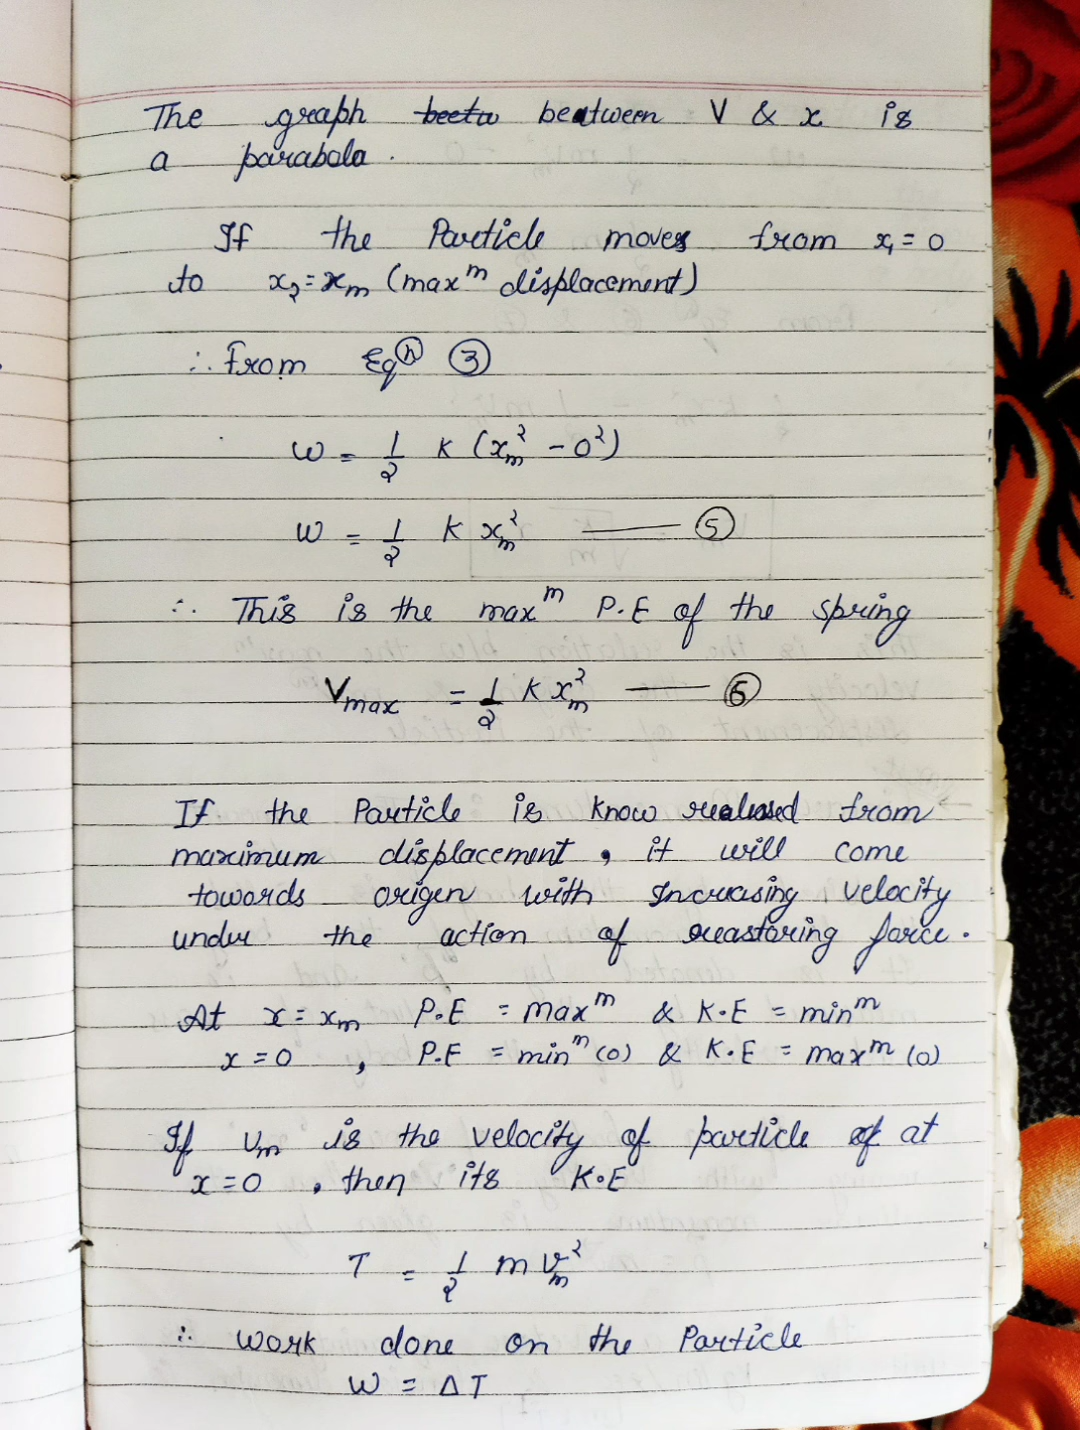 The graph beetw beatween V & x is
a parabola.
If the Particle moves from x₁ = 0
to x₂ = xₘ (maxᵐ displacement)
∴ From Eqⁿ ③
W = 1/2 K (xₘ² - 0²)
W = 1/2 K xₘ² —— ⑤
∴ This is the maxᵐ P.E of the spring
Vmax = 1/2 K xₘ² —— ⑥
If the Particle is know realesed from
maximum displacement, it will come
towards origen with Increasing velocity
under the action of reastoring force.
At x = xₘ P.E = maxᵐ & K.E = minᵐ
x = 0, P.E = minᵐ (0) & K.E = maxᵐ (0)
If vₘ is the velocity of particle of at
x = 0, then its K.E
T = 1/2 m vₘ²
∴ Work done on the Particle
W = ΔT